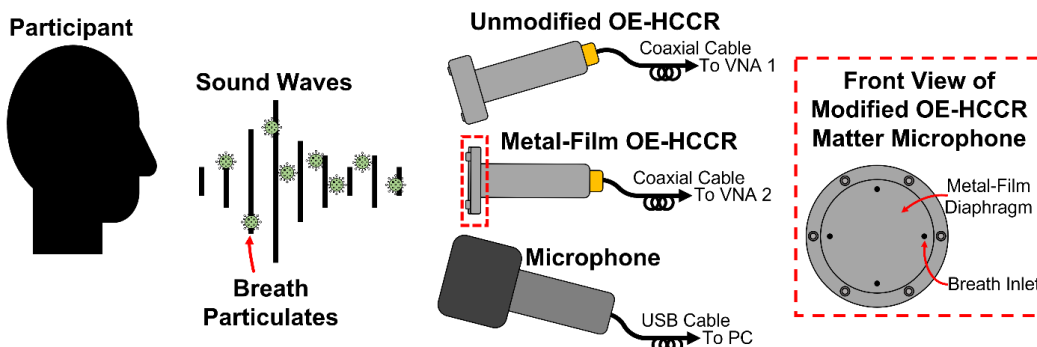 Participant
Sound Waves
Breath
Particulates
Unmodified OE-HCCR
Coaxial Cable
To VNA 1
Metal-Film OE-HCCR
Coaxial Cable
To VNA 2
Microphone
USB Cable
To PC
Front View of
Modified OE-HCCR
Matter Microphone
Metal-Film
Diaphragm
Breath Inlet